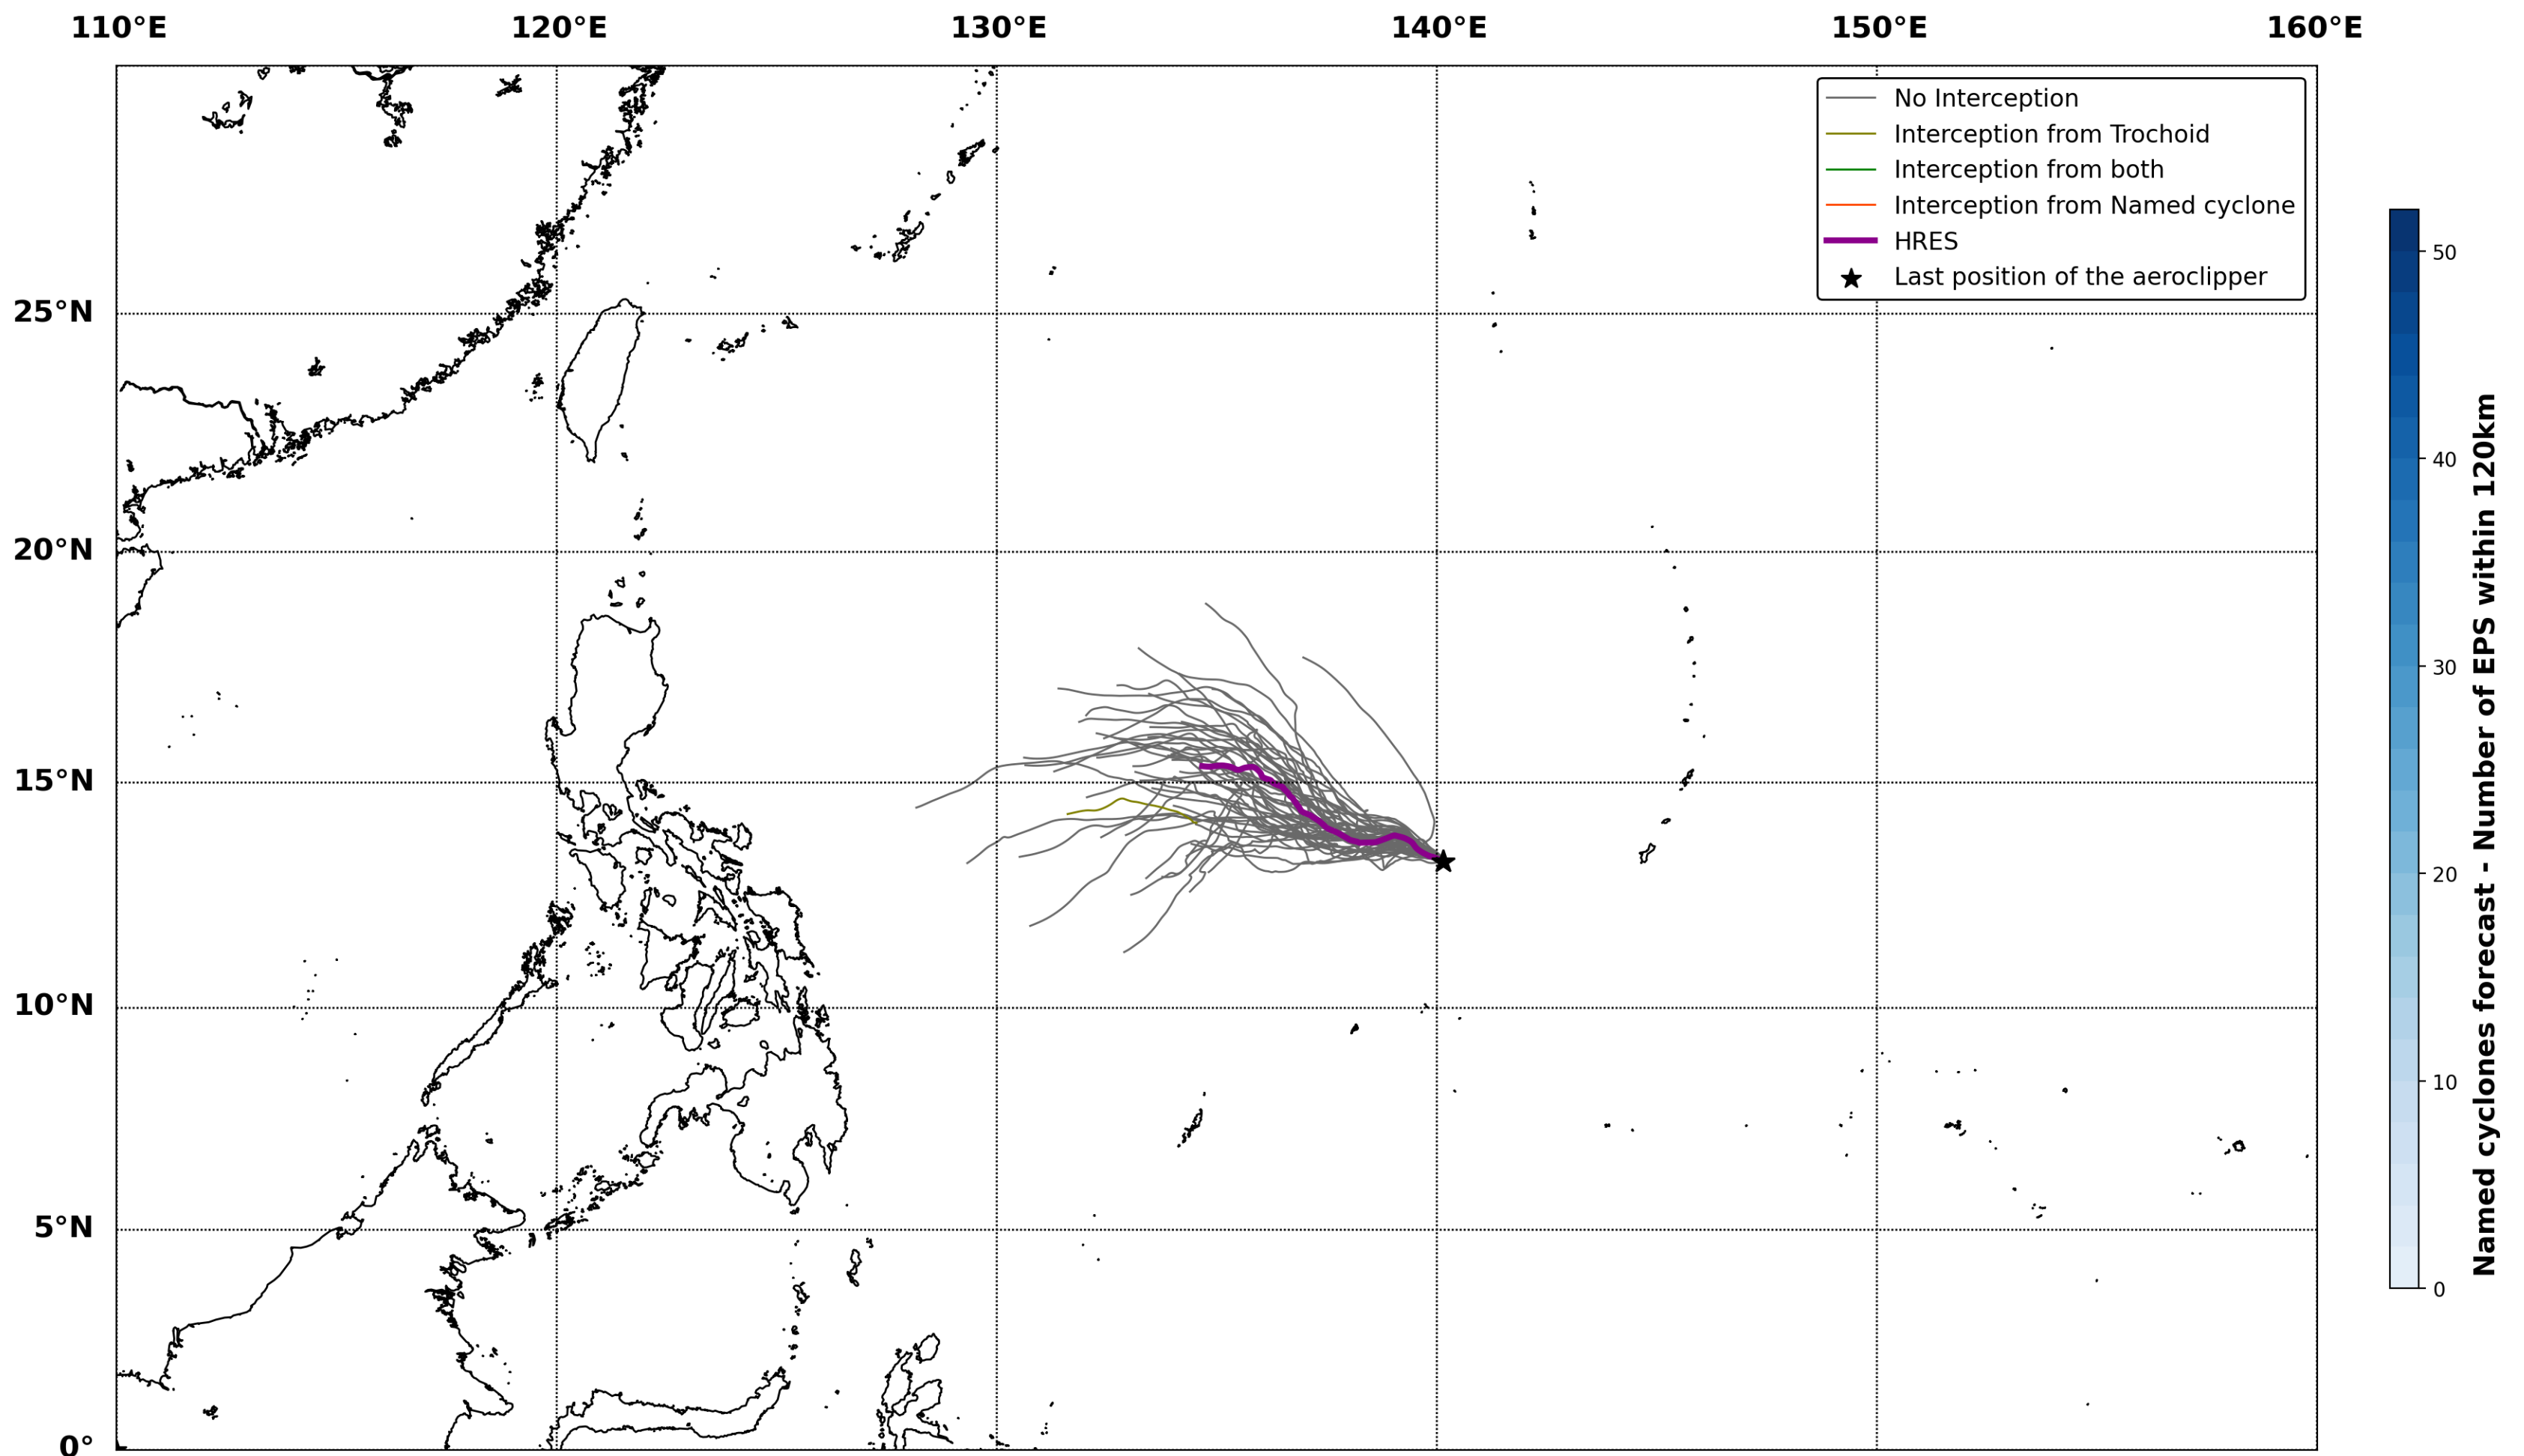 110°E 120°E 130°E 140°E 150°E 160°E
No Interception
Interception from Trochoid
Interception from both
Interception from Named cyclone
HRES
Last position of the aeroclipper
25°N
20°N
15°N
10°N
5°N
0°
50
40
30
20
10
0
Named cyclones forecast - Number of EPS within 120km